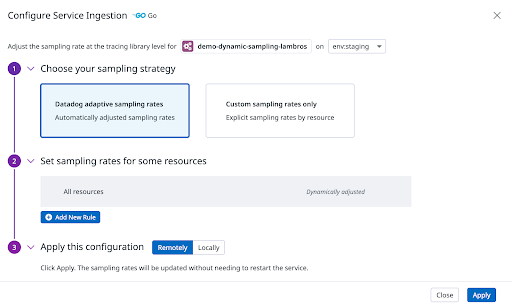 Configure Service Ingestion GO Go
Adjust the sampling rate at the tracing library level for demo-dynamic-sampling-lambros on env:staging
1 Choose your sampling strategy
Datadog adaptive sampling rates
Automatically adjusted sampling rates
Custom sampling rates only
Explicit sampling rates by resource
2 Set sampling rates for some resources
All resources Dynamically adjusted
Add New Rule
3 Apply this configuration Remotely Locally
Click Apply. The sampling rates will be updated without needing to restart the service.
Close Apply